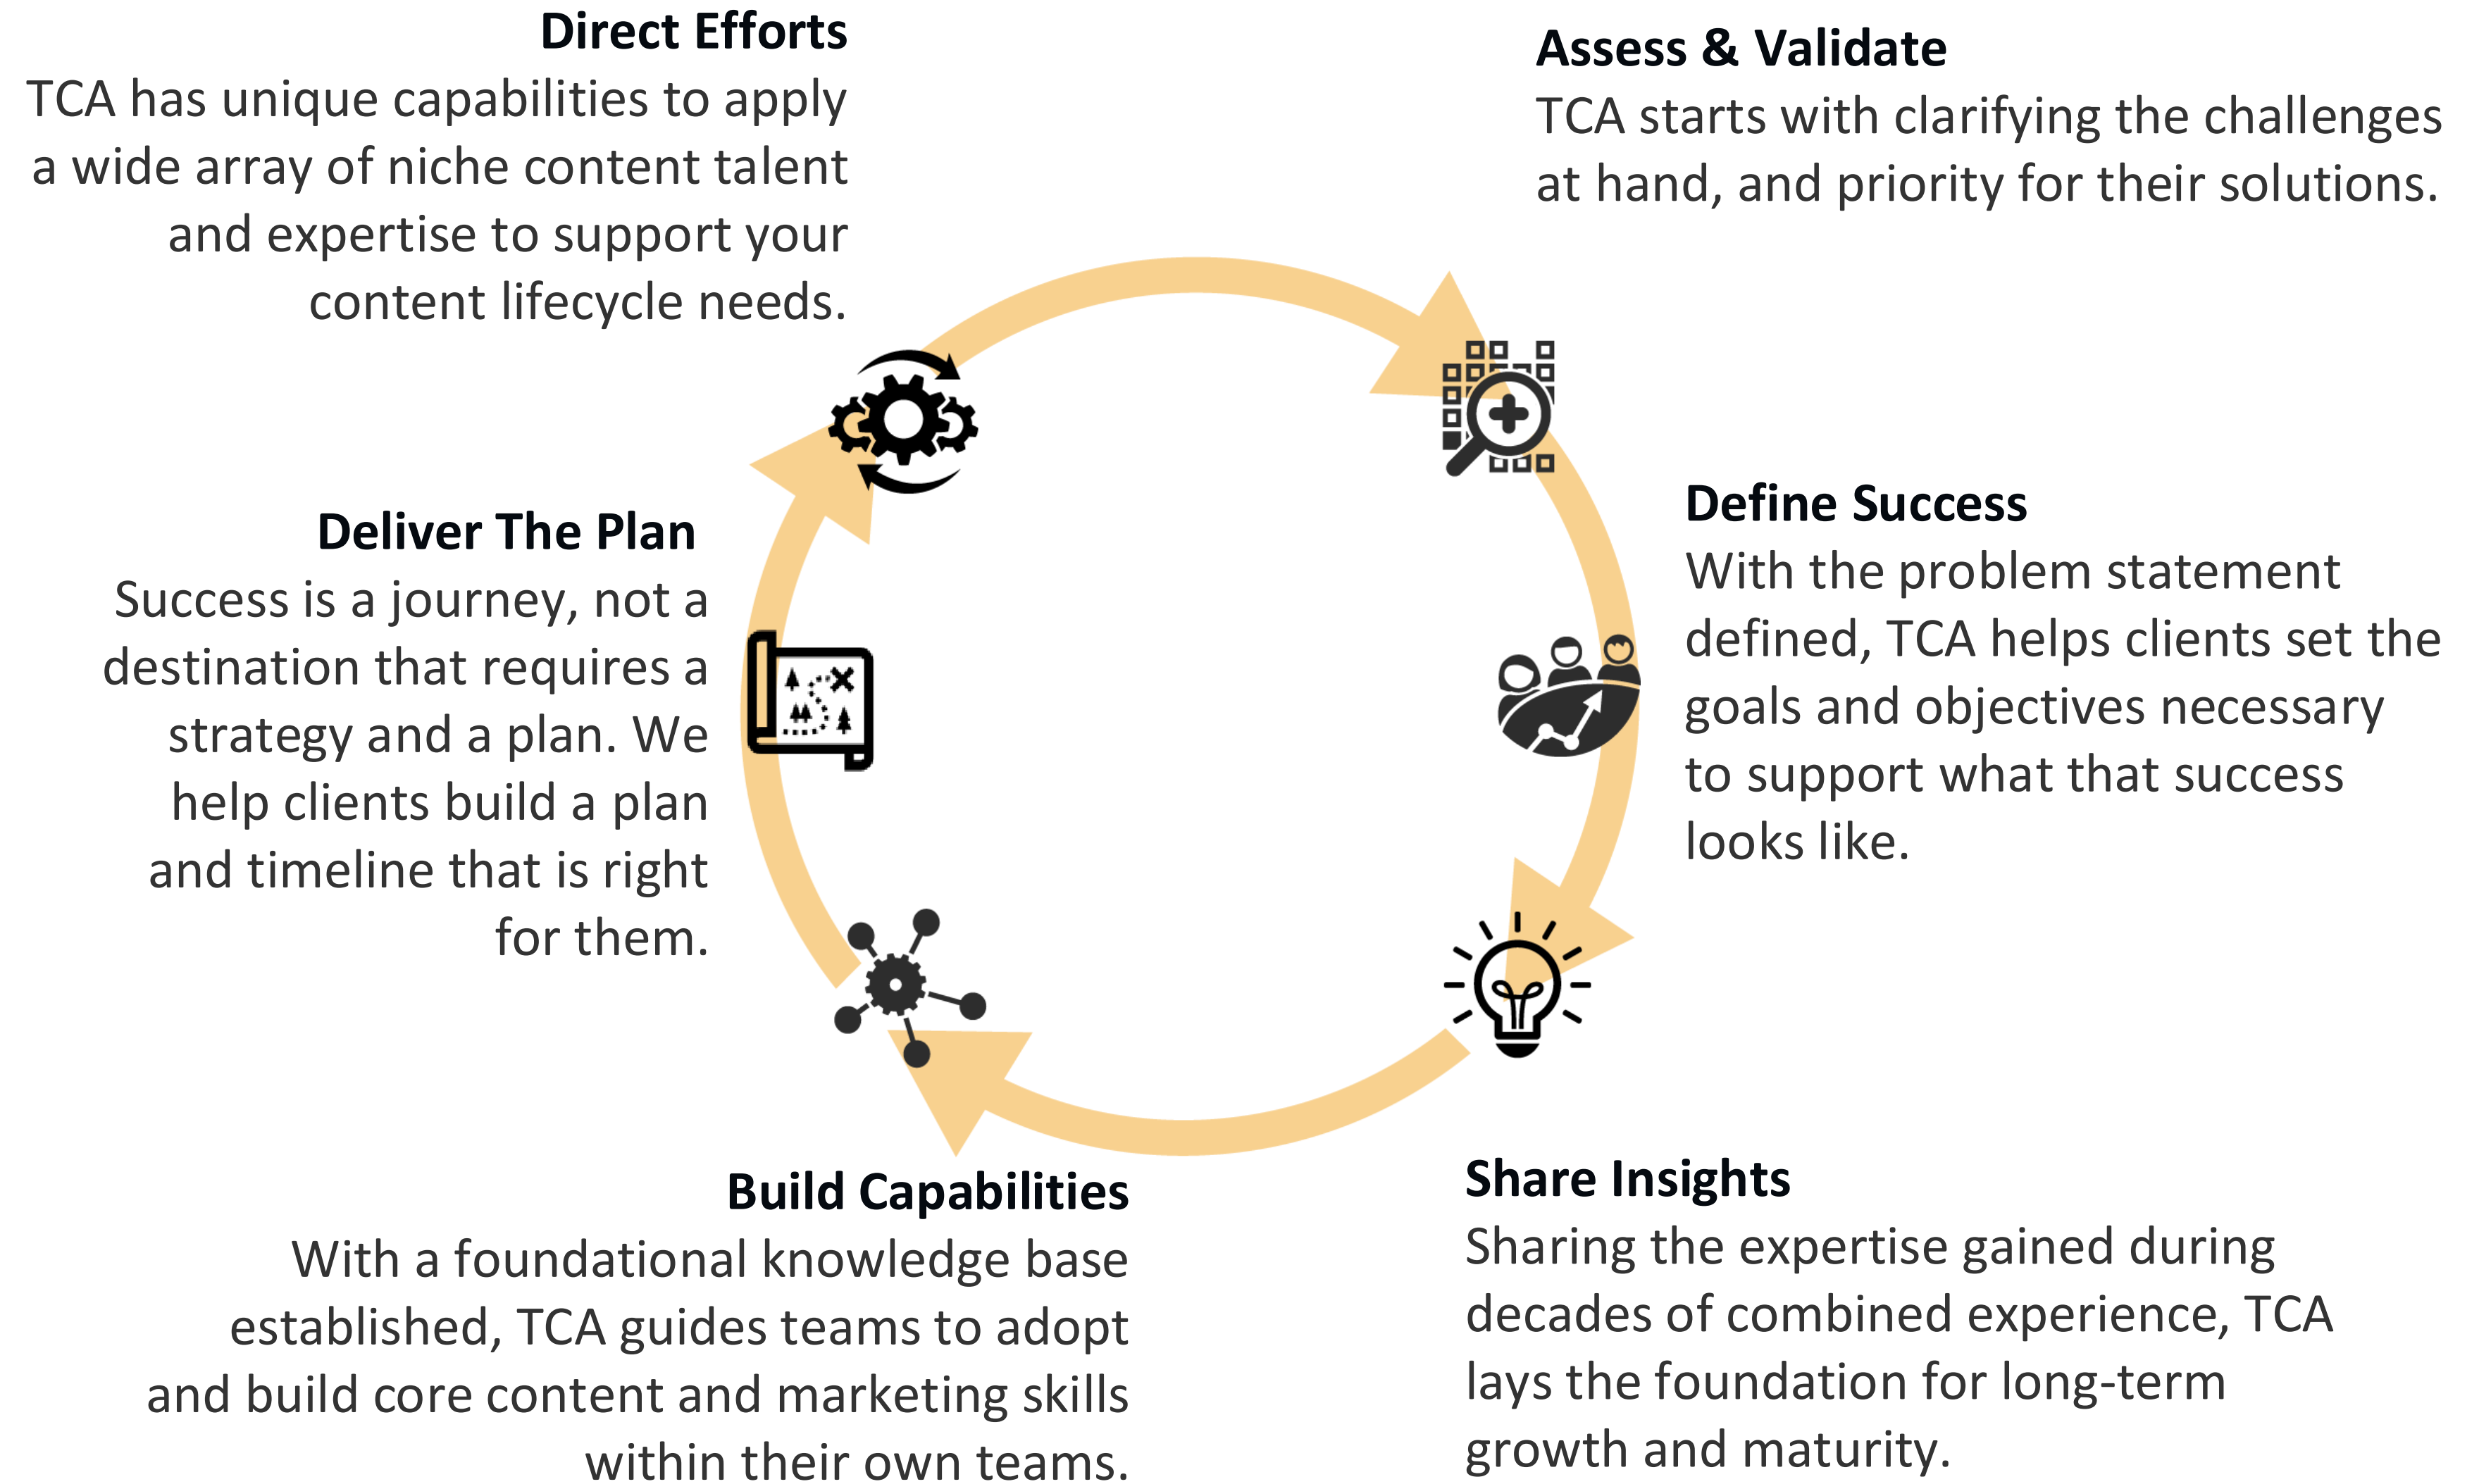 Direct Efforts
TCA has unique capabilities to apply
a wide array of niche content talent
and expertise to support your
content lifecycle needs.
Assess & Validate
TCA starts with clarifying the challenges
at hand, and priority for their solutions.
Define Success
With the problem statement
defined, TCA helps clients set the
goals and objectives necessary
to support what that success
looks like.
Deliver The Plan
Success is a journey, not a
destination that requires a
strategy and a plan. We
help clients build a plan
and timeline that is right
for them.
Build Capabilities
With a foundational knowledge base
established, TCA guides teams to adopt
and build core content and marketing skills
within their own teams.
Share Insights
Sharing the expertise gained during
decades of combined experience, TCA
lays the foundation for long-term
growth and maturity.